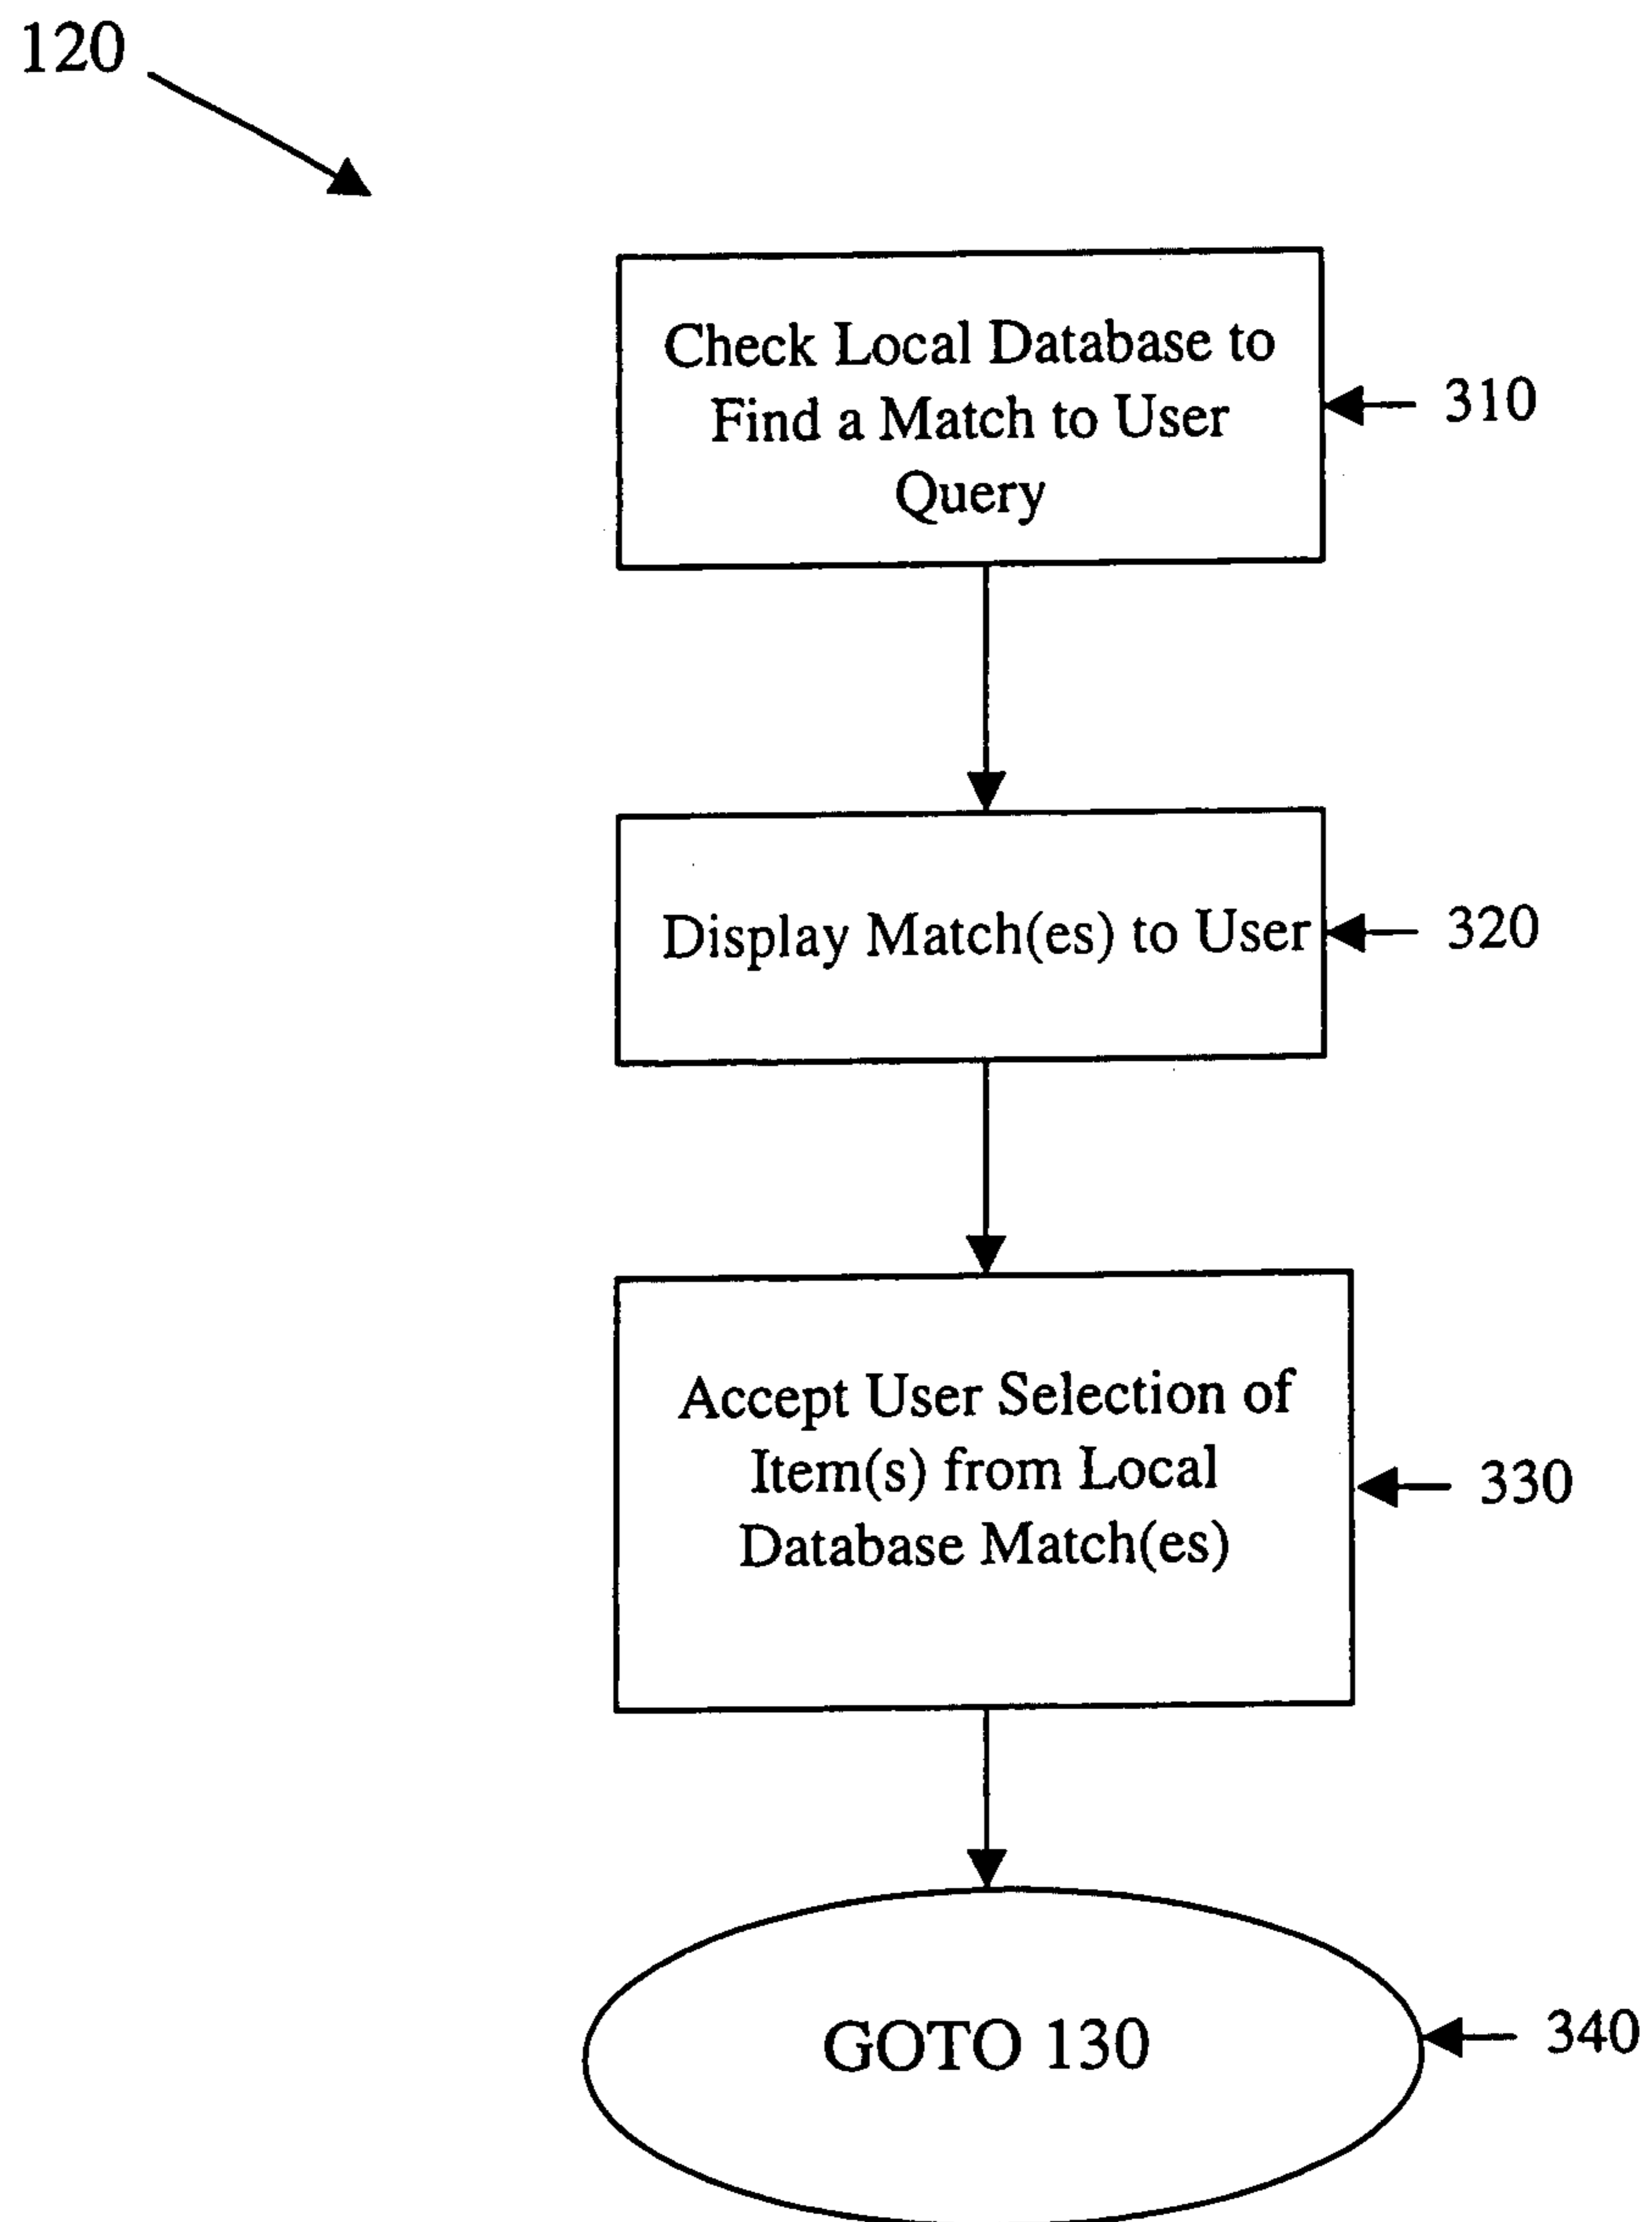 120
Check Local Database to
Find a Match to User
Query
310
Display Match(es) to User
320
Accept User Selection of
Item(s) from Local
Database Match(es)
330
GOTO 130
340